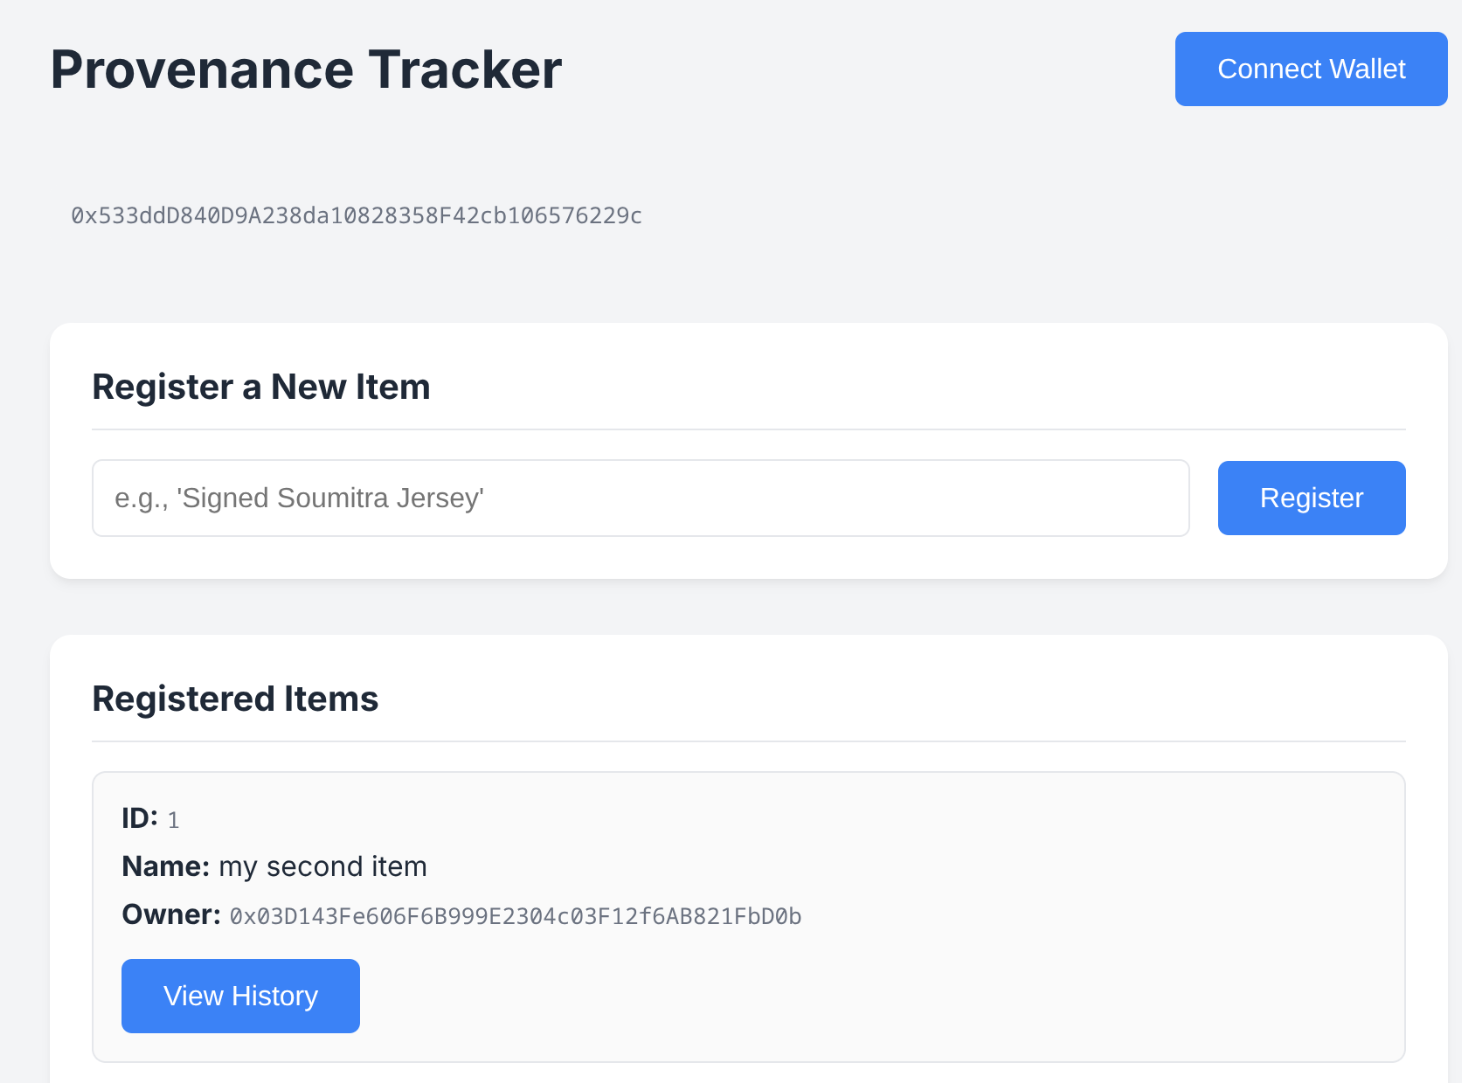 Provenance Tracker
Connect Wallet
0x533ddD840D9A238da10828358F42cb106576229c
Register a New Item
e.g., 'Signed Soumitra Jersey'
Register
Registered Items
ID: 1
Name: my second item
Owner: 0x03D143Fe606F6B999E2304c03F12f6AB821FbD0b
View History